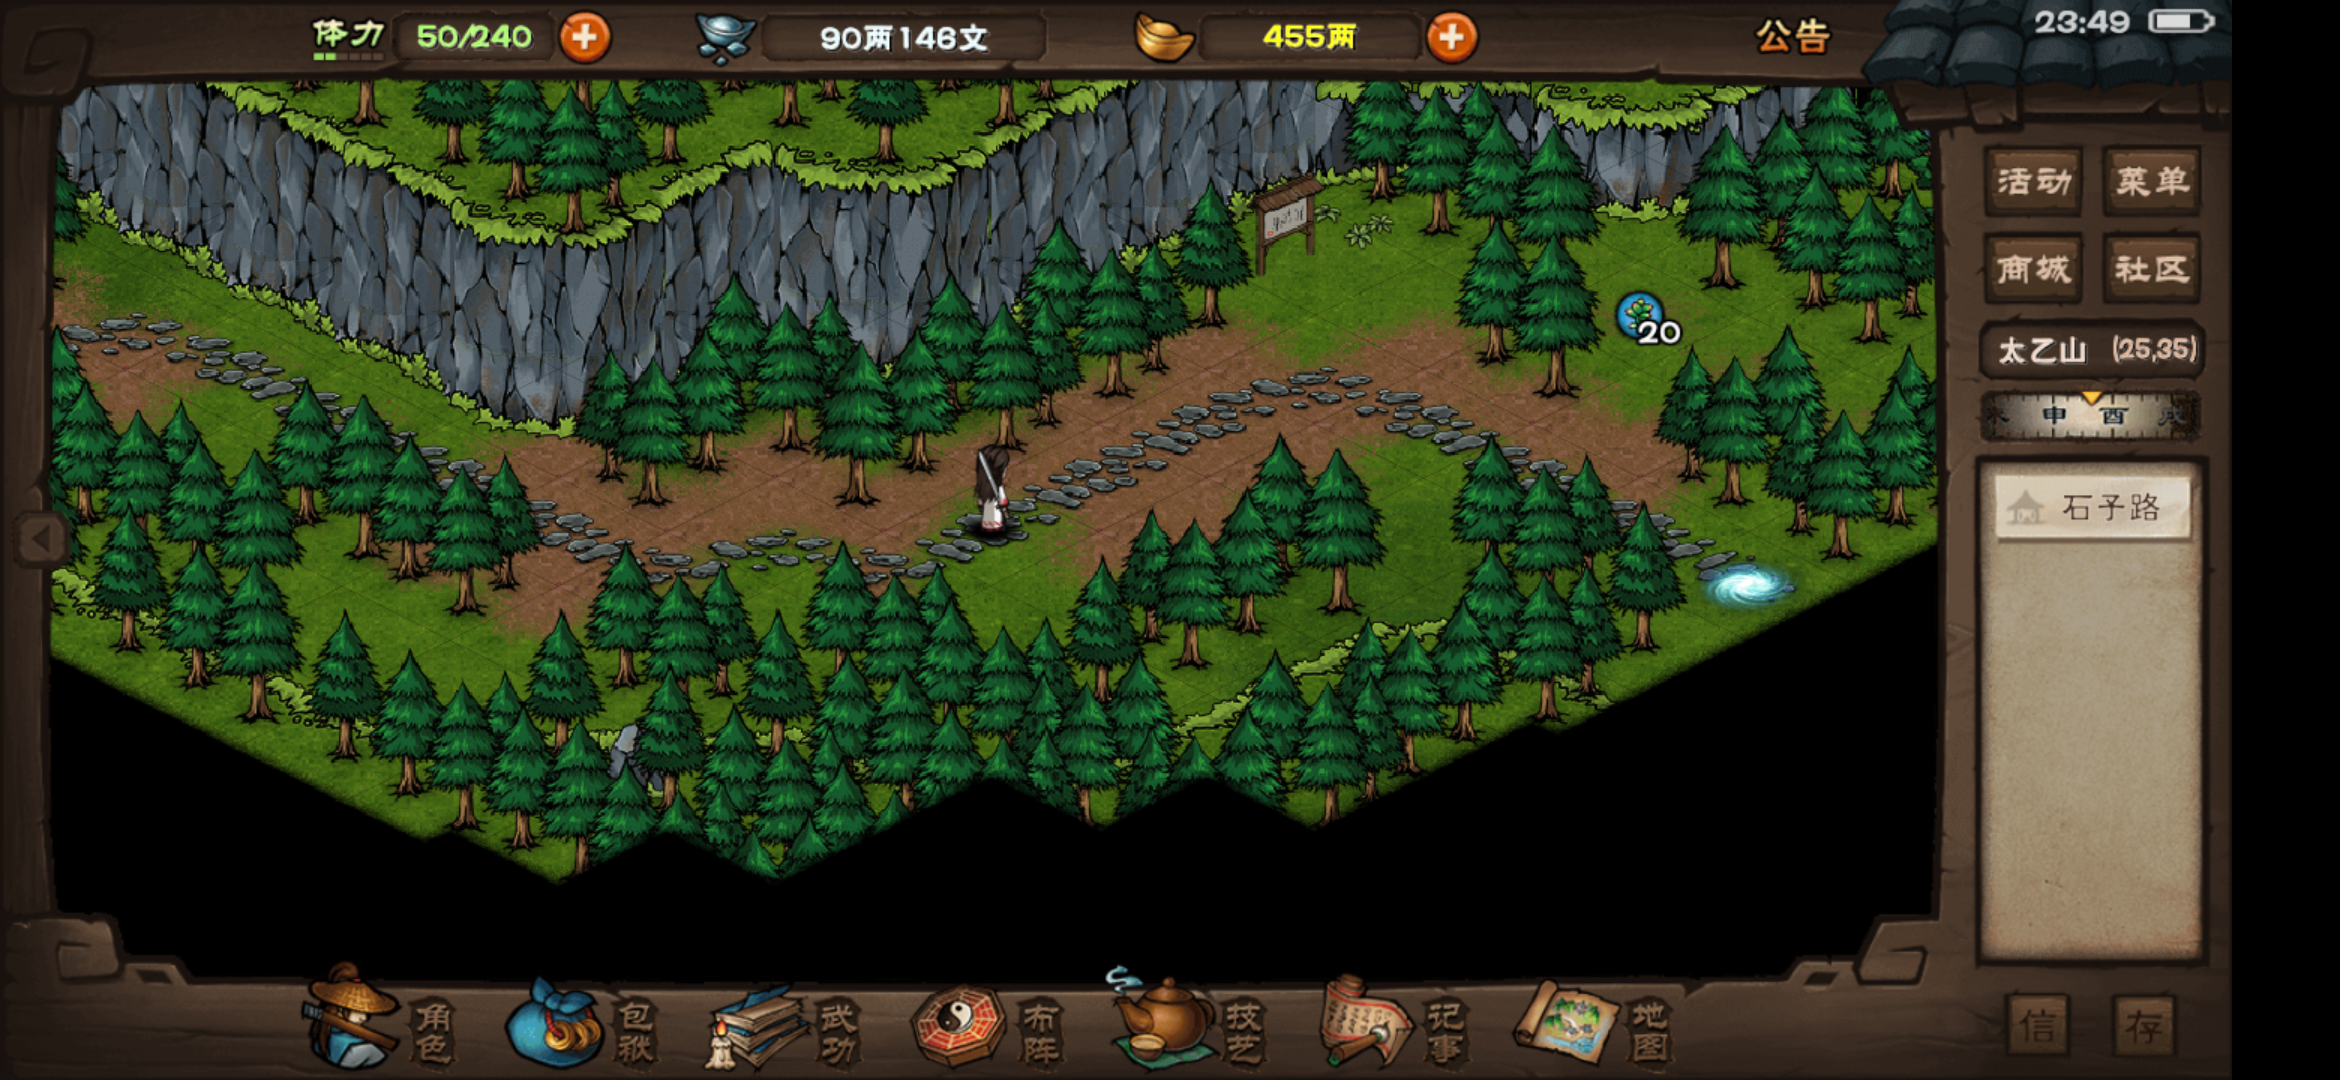 体力 50/240 90两146文 455两 公告 23:49
活动 菜单
商城 社区
太乙山 (25,35)
申 酉 戌
石子路
20
角色 包袱 武功 布阵 技艺 记事 地图 信 存